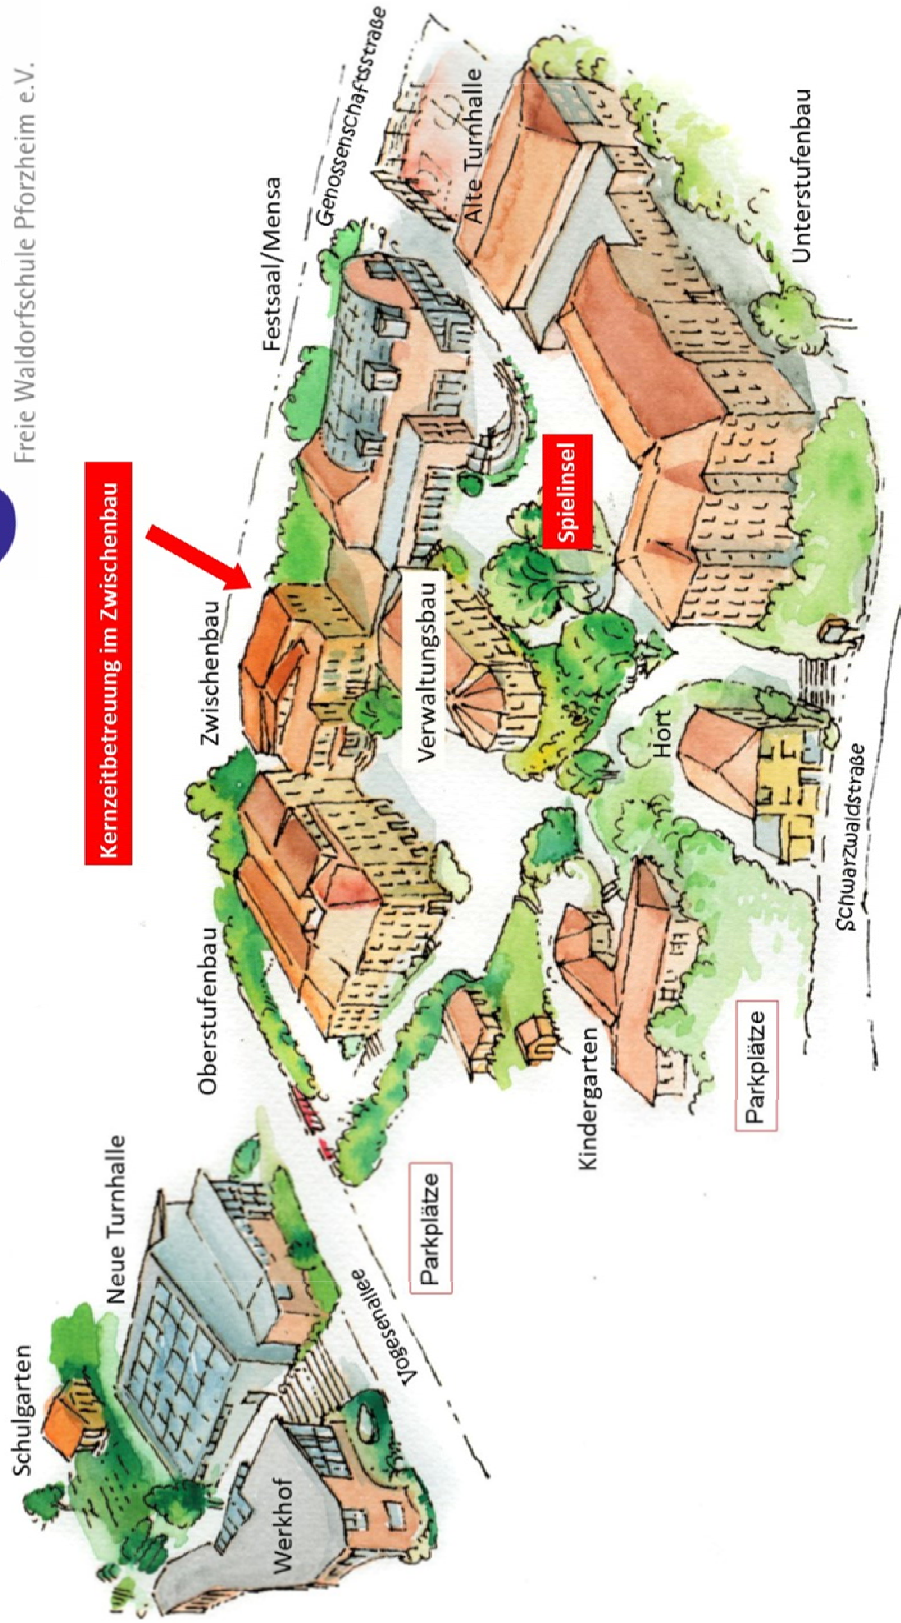 Freie Waldorfschule Pforzheim e.V.
Kernzeitbetreuung im Zwischenbau
Schulgarten
Neue Turnhalle
Oberstufenbau
Zwischenbau
Festsaal/Mensa
Genossenschaftsstraße
Werkhof
Vogesenallee
Parkplätze
Verwaltungsbau
Alte Turnhalle
Spielinsel
Kindergarten
Hort
Parkplätze
Unterstufenbau
Schwarzwaldstraße